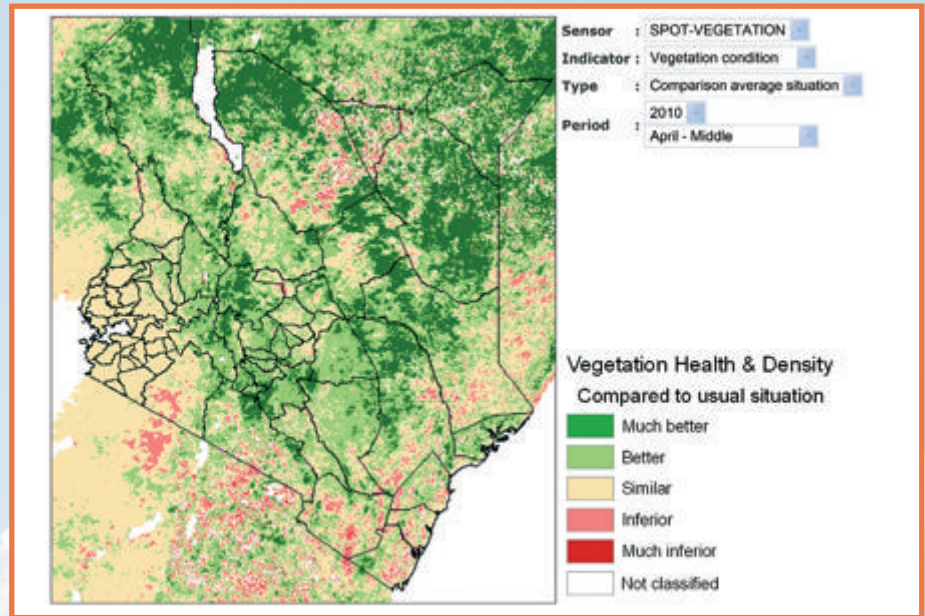 Sensor : SPOT-VEGETATION
Indicator : Vegetation condition
Type : Comparison average situation
Period : 2010
April - Middle
Vegetation Health & Density
Compared to usual situation
Much better
Better
Similar
Inferior
Much inferior
Not classified